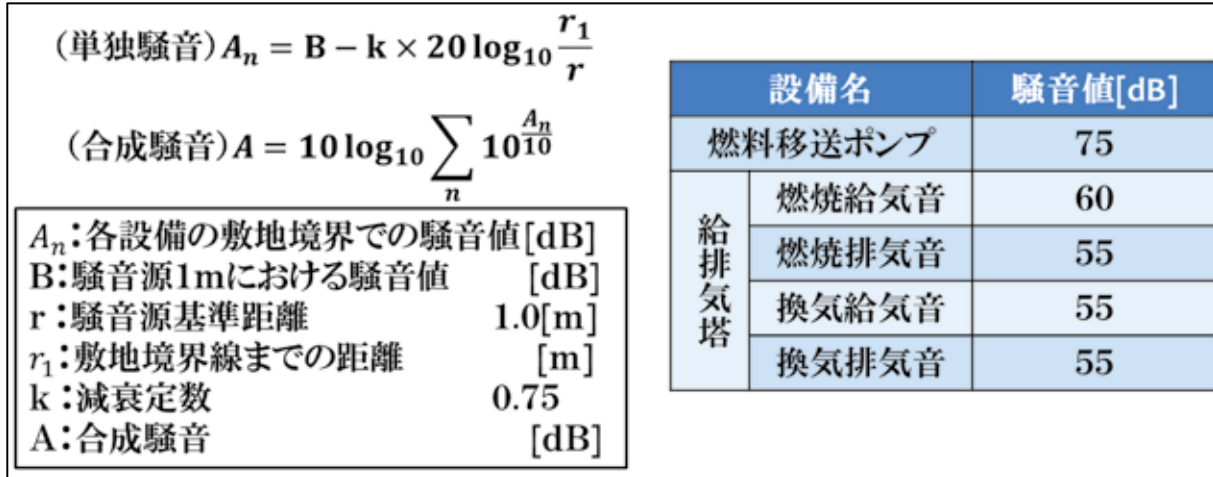 (単独騒音)Aₙ = B − k × 20 log₁₀ r₁/r
(合成騒音)A = 10 log₁₀ ∑ₙ 10^(Aₙ/10)
Aₙ:各設備の敷地境界での騒音値[dB]
B:騒音源1mにおける騒音値 [dB]
r:騒音源基準距離 1.0[m]
r₁:敷地境界線までの距離 [m]
k:減衰定数 0.75
A:合成騒音 [dB]
設備名 騒音値[dB]
燃料移送ポンプ 75
給排気塔
燃焼給気音 60
燃焼排気音 55
換気給気音 55
換気排気音 55